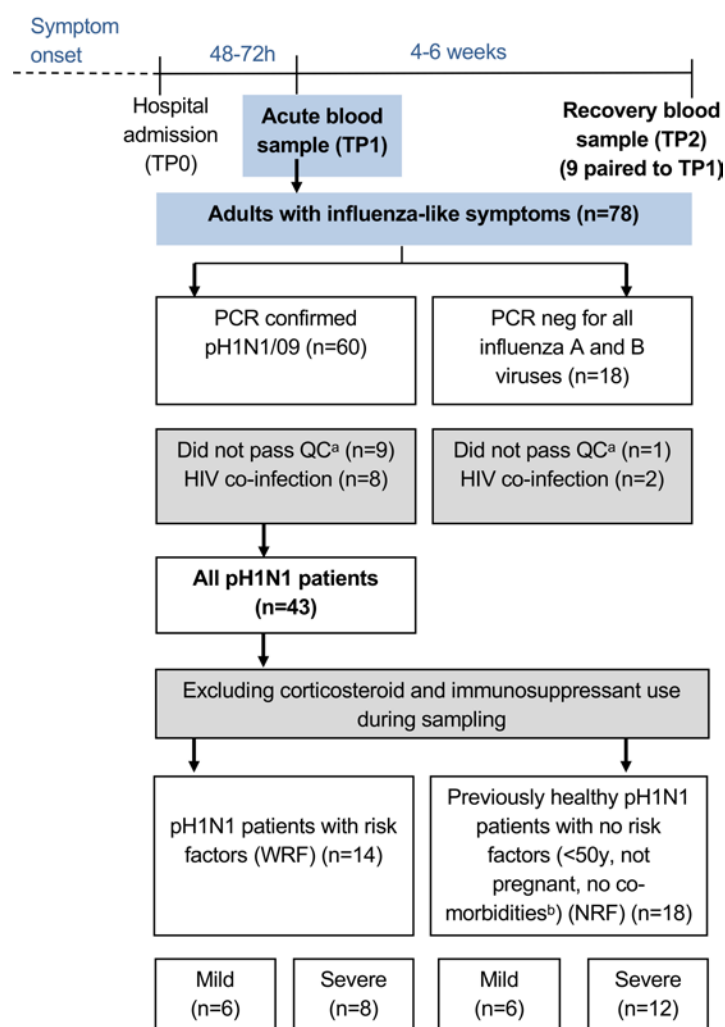 Symptom
onset
48-72h
4-6 weeks
Hospital
admission
(TP0)
Acute blood
sample (TP1)
Recovery blood
sample (TP2)
(9 paired to TP1)
Adults with influenza-like symptoms (n=78)
PCR confirmed
pH1N1/09 (n=60)
PCR neg for all
influenza A and B
viruses (n=18)
Did not pass QCᵃ (n=9)
HIV co-infection (n=8)
Did not pass QCᵃ (n=1)
HIV co-infection (n=2)
All pH1N1 patients
(n=43)
Excluding corticosteroid and immunosuppressant use
during sampling
pH1N1 patients with risk
factors (WRF) (n=14)
Previously healthy pH1N1
patients with no risk
factors (<50y, not
pregnant, no co-
morbiditiesᵇ) (NRF) (n=18)
Mild
(n=6)
Severe
(n=8)
Mild
(n=6)
Severe
(n=12)